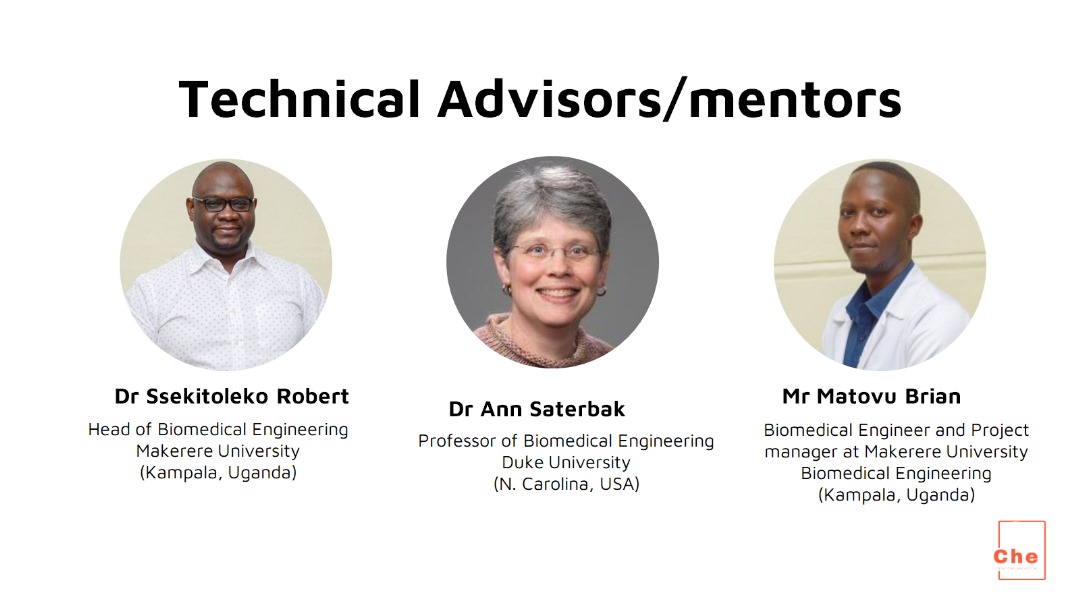 Technical Advisors/mentors
Dr Ssekitoleko Robert
Head of Biomedical Engineering
Makerere University
(Kampala, Uganda)
Dr Ann Saterbak
Professor of Biomedical Engineering
Duke University
(N. Carolina, USA)
Mr Matovu Brian
Biomedical Engineer and Project
manager at Makerere University
Biomedical Engineering
(Kampala, Uganda)
Che